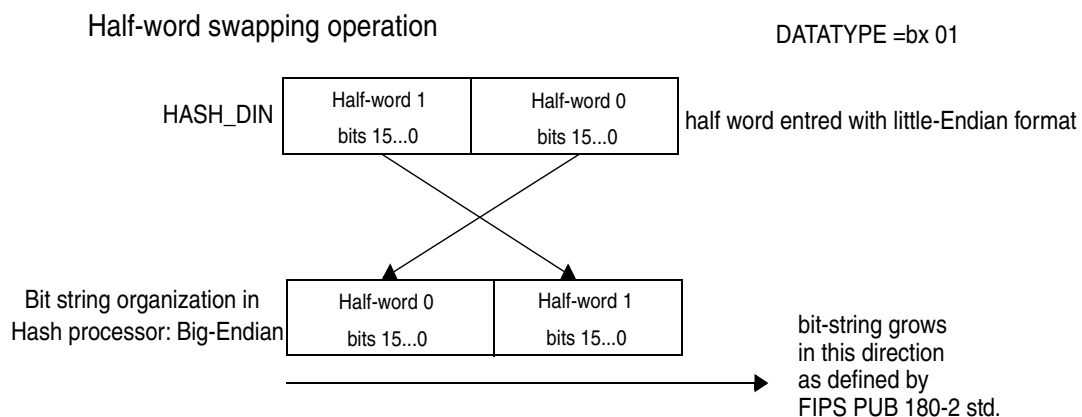 Half-word swapping operation
DATATYPE =bx 01
HASH_DIN
Half-word 1
bits 15...0
Half-word 0
bits 15...0
half word entred with little-Endian format
Bit string organization in
Hash processor: Big-Endian
Half-word 0
bits 15...0
Half-word 1
bits 15...0
bit-string grows
in this direction
as defined by
FIPS PUB 180-2 std.